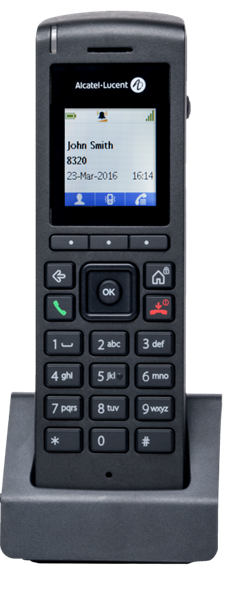 Alcatel-Lucent
John Smith
8320
23-Mar-2016 16:14
OK
1
2 abc
3 def
4 ghi
5 jkl
6 mno
7 pqrs
8 tuv
9 wxyz
*
0
#